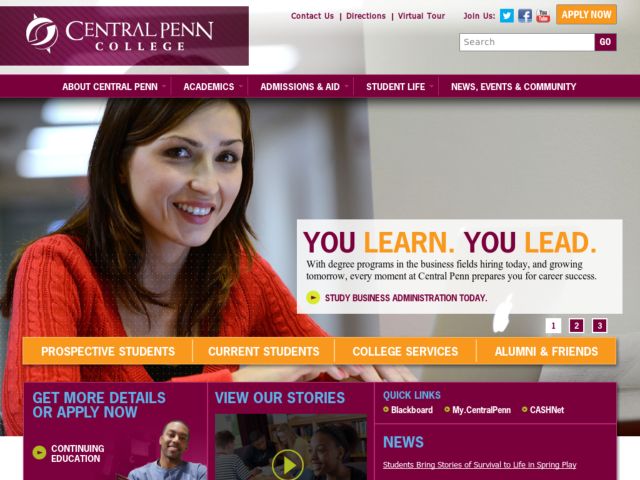 CENTRAL PENN
COLLEGE
Contact Us | Directions | Virtual Tour
Join Us:
You
Tube
APPLY NOW
Search
GO
ABOUT CENTRAL PENN
ACADEMICS
ADMISSIONS & AID
STUDENT LIFE
NEWS, EVENTS & COMMUNITY
YOU LEARN. YOU LEAD.
With degree programs in the business fields hiring today, and growing
tomorrow, every moment at Central Penn prepares you for career success.
STUDY BUSINESS ADMINISTRATION TODAY.
1 2 3
PROSPECTIVE STUDENTS
CURRENT STUDENTS
COLLEGE SERVICES
ALUMNI & FRIENDS
GET MORE DETAILS
OR APPLY NOW
CONTINUING
EDUCATION
VIEW OUR STORIES
QUICK LINKS
Blackboard
My.CentralPenn
CASHNet
NEWS
Students Bring Stories of Survival to Life in Spring Play